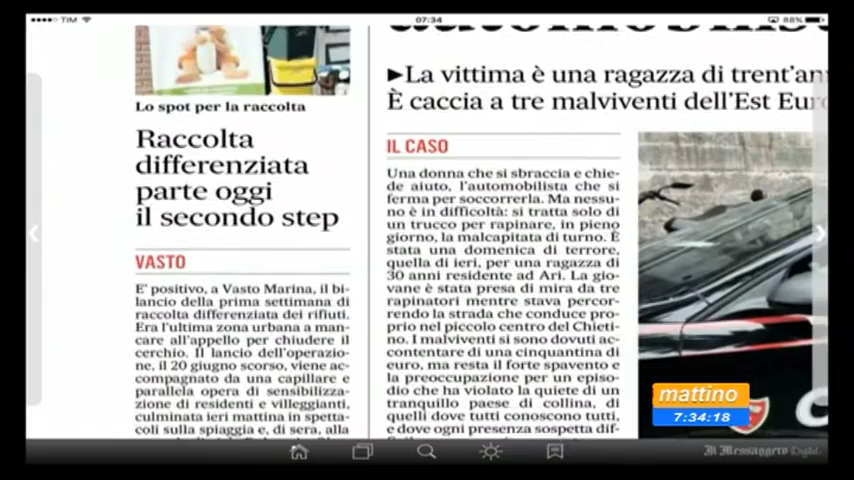 TIM
07:34
88%
Lo spot per la raccolta
Raccolta
differenziata
parte oggi
il secondo step
VASTO
E' positivo, a Vasto Marina, il bi-
lancio della prima settimana di
raccolta differenziata dei rifiuti.
Era l'ultima zona urbana a man-
care all'appello per chiudere il
cerchio. Il lancio dell'operazio-
ne, il 20 giugno scorso, viene ac-
compagnato da una capillare e
parallela opera di sensibilizza-
zione di residenti e villeggianti,
culminata ieri mattina in spetta-
coli sulla spiaggia e, di sera, alla
►La vittima è una ragazza di trent'an
È caccia a tre malviventi dell'Est Euro
IL CASO
Una donna che si sbraccia e chie-
de aiuto, l'automobilista che si
ferma per soccorrerla. Ma nessu-
no è in difficoltà: si tratta solo di
un trucco per rapinare, in pieno
giorno, la malcapitata di turno. È
stata una domenica di terrore,
quella di ieri, per una ragazza di
30 anni residente ad Ari. La gio-
vane è stata presa di mira da tre
rapinatori mentre stava percor-
rendo la strada che conduce pro-
prio nel piccolo centro del Chieti-
no. I malviventi si sono dovuti ac-
contentare di una cinquantina di
euro, ma resta il forte spavento e
la preoccupazione per un episo-
dio che ha violato la quiete di un
tranquillo paese di collina, di
quelli dove tutti conoscono tutti,
e dove ogni presenza sospetta dif-
mattino
7:34:18
Il Messaggero Digital